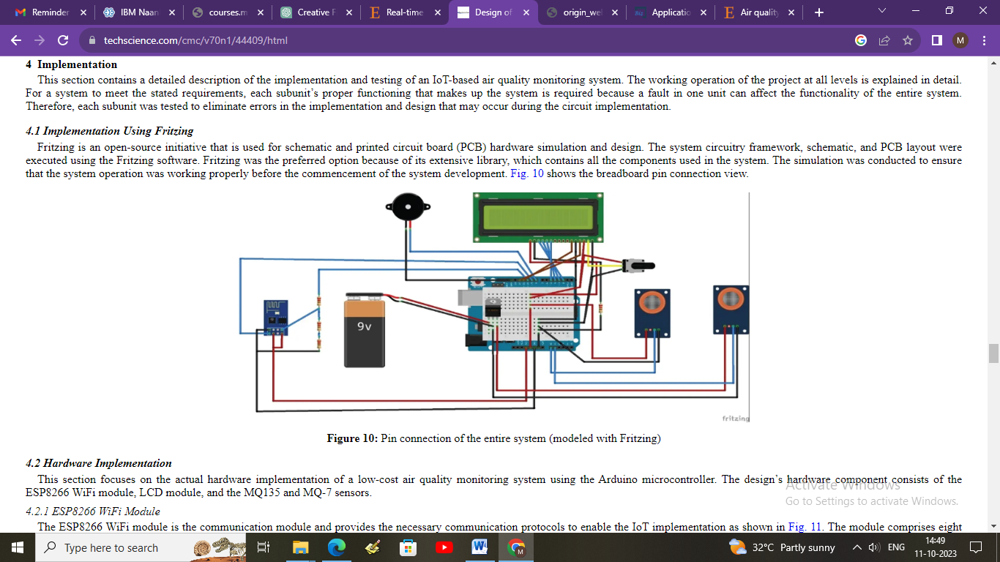 Reminder
IBM Naan
courses.m
Creative F
Real-time
Design of
origin_wel
Applicatio
Air quality
techscience.com/cmc/v70n1/44409/html
M
4 Implementation
This section contains a detailed description of the implementation and testing of an IoT-based air quality monitoring system. The working operation of the project at all levels is explained in detail.
For a system to meet the stated requirements, each subunit's proper functioning that makes up the system is required because a fault in one unit can affect the functionality of the entire system.
Therefore, each subunit was tested to eliminate errors in the implementation and design that may occur during the circuit implementation.
4.1 Implementation Using Fritzing
Fritzing is an open-source initiative that is used for schematic and printed circuit board (PCB) hardware simulation and design. The system circuitry framework, schematic, and PCB layout were
executed using the Fritzing software. Fritzing was the preferred option because of its extensive library, which contains all the components used in the system. The simulation was conducted to ensure
that the system operation was working properly before the commencement of the system development. Fig. 10 shows the breadboard pin connection view.
9v
fritzing
Figure 10: Pin connection of the entire system (modeled with Fritzing)
4.2 Hardware Implementation
This section focuses on the actual hardware implementation of a low-cost air quality monitoring system using the Arduino microcontroller. The design's hardware component consists of the
ESP8266 WiFi module, LCD module, and the MQ135 and MQ-7 sensors.
Activate Windows
Go to Settings to activate Windows.
4.2.1 ESP8266 WiFi Module
The ESP8266 WiFi module is the communication module and provides the necessary communication protocols to enable the IoT implementation as shown in Fig. 11. The module comprises eight
Type here to search
32°C Partly sunny
ENG
14:49
11-10-2023